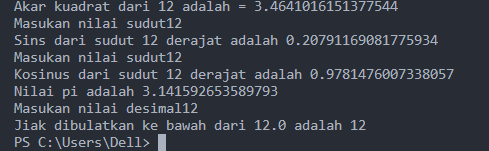 Akar kuadrat dari 12 adalah = 3.4641016151377544
Masukan nilai sudut12
Sins dari sudut 12 derajat adalah 0.20791169081775934
Masukan nilai sudut12
Kosinus dari sudut 12 derajat adalah 0.9781476007338057
Nilai pi adalah 3.141592653589793
Masukan nilai desimal12
Jiak dibulatkan ke bawah dari 12.0 adalah 12
PS C:\Users\Dell>